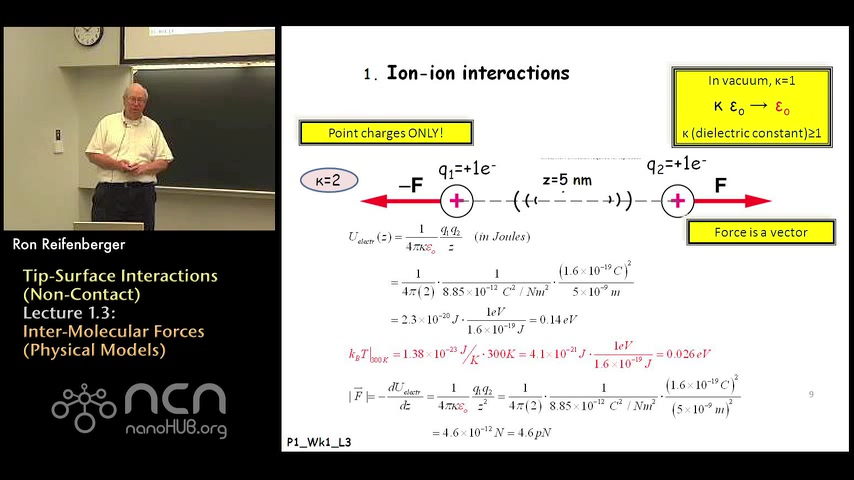 1. Ion-ion interactions
In vacuum, κ=1
κ ε₀ → ε₀
κ (dielectric constant)≥1
Point charges ONLY!
κ=2
q₁=+1e⁻
q₂=+1e⁻
z=5 nm
–F
F
+
+
Force is a vector
U_electr(z) = 1/(4πκε₀) q₁q₂/z (in Joules)
= 1/(4π(2)) · 1/(8.85×10⁻¹² C²/Nm²) · (1.6×10⁻¹⁹ C)²/(5×10⁻⁹ m)
= 2.3×10⁻²⁰ J · 1eV/(1.6×10⁻¹⁹ J) = 0.14 eV
k_B T|₃₀₀ K = 1.38×10⁻²³ J/K · 300K = 4.1×10⁻²¹ J · 1eV/(1.6×10⁻¹⁹ J) = 0.026 eV
|F⃗| = −dU_electr/dz = 1/(4πκε₀) q₁q₂/z² = 1/(4π(2)) · 1/(8.85×10⁻¹² C²/Nm²) · (1.6×10⁻¹⁹ C)²/(5×10⁻⁹ m)²
= 4.6×10⁻¹² N = 4.6 pN
9
P1_Wk1_L3
Ron Reifenberger
Tip-Surface Interactions
(Non-Contact)
Lecture 1.3:
Inter-Molecular Forces
(Physical Models)
ncn
nanoHUB.org